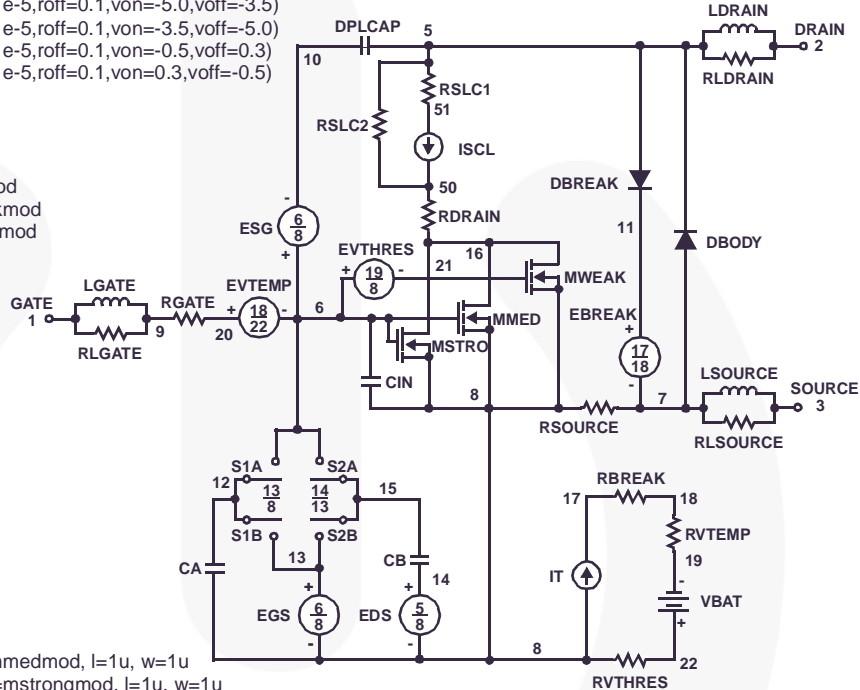 e-5,roff=0.1,von=-5.0,voff=-3.5)
e-5,roff=0.1,von=-3.5,voff=-5.0)
e-5,roff=0.1,von=-0.5,voff=0.3)
e-5,roff=0.1,von=0.3,voff=-0.5)
LDRAIN
DPLCAP
5
DRAIN
2
10
RLDRAIN
RSLC1
51
RSLC2
ISCL
50
od
kmod
mod
DBREAK
RDRAIN
-
6
8
ESG
+
11
EVTHRES
16
21
DBODY
+
19
8
-
MWEAK
LGATE
EVTEMP
GATE
1
RGATE
+
18
22
-
6
EBREAK
+
MMED
9
20
MSTRO
17
18
-
RLGATE
CIN
LSOURCE
8
7
SOURCE
3
RSOURCE
RLSOURCE
S1A
S2A
12
13
8
14
13
15
RBREAK
17
18
S1B
S2B
RVTEMP
13
CB
19
CA
14
IT
-
VBAT
+
+
EGS
6
8
-
+
EDS
5
8
-
8
22
RVTHRES
mmedmod, l=1u, w=1u
=mstrongmod, l=1u, w=1u